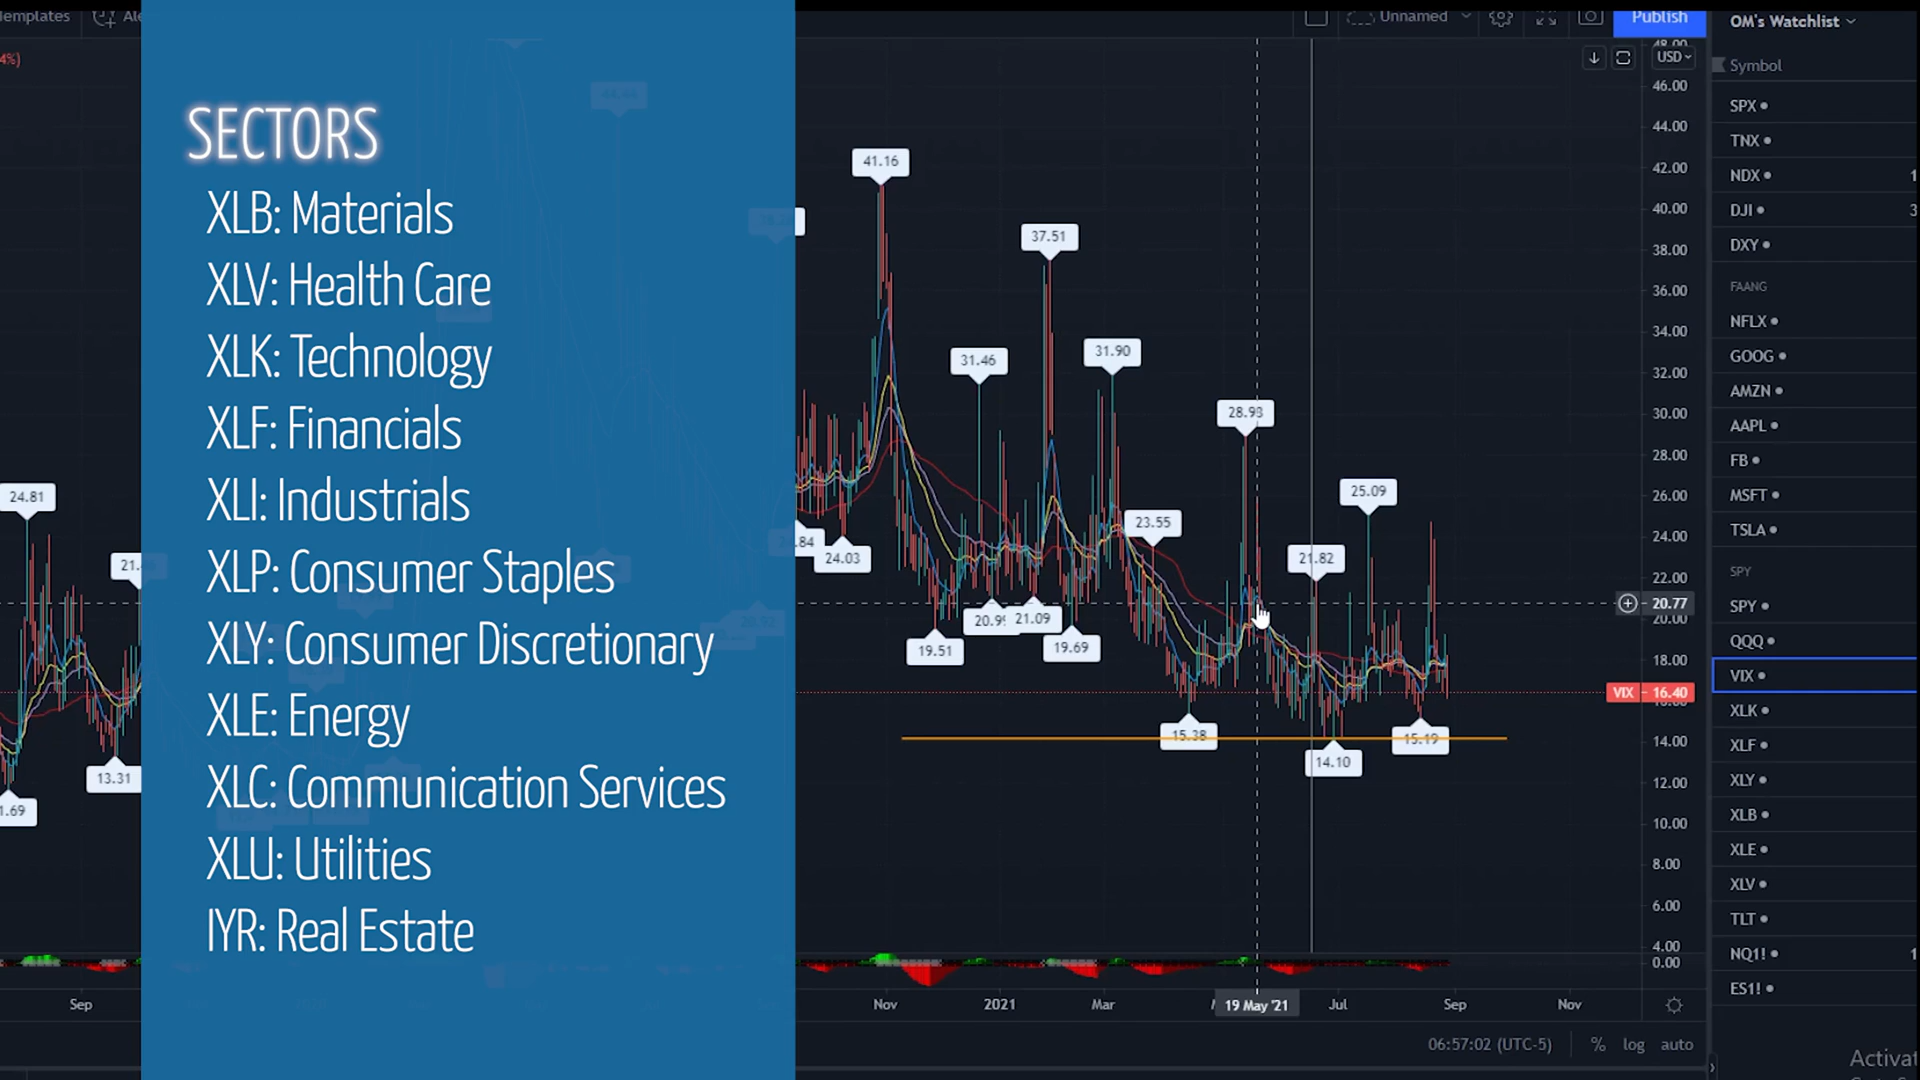 Templates
Unnamed
Publish
OM's Watchlist
4%)
SECTORS
XLB: Materials
XLV: Health Care
XLK: Technology
XLF: Financials
XLI: Industrials
XLP: Consumer Staples
XLY: Consumer Discretionary
XLE: Energy
XLC: Communication Services
XLU: Utilities
IYR: Real Estate
24.81
13.31
41.16
37.51
31.46
31.90
28.93
25.09
23.55
21.82
24.03
19.51
21.09
19.69
15.38
14.10
15.19
48.00
USD
46.00
44.00
42.00
40.00
38.00
36.00
34.00
32.00
30.00
28.00
26.00
24.00
22.00
20.77
20.00
18.00
VIX 16.40
14.00
12.00
10.00
8.00
6.00
4.00
0.00
Sep
Nov
2021
Mar
19 May '21
Jul
Sep
Nov
06:57:02 (UTC-5)
%
log
auto
Symbol
SPX
TNX
NDX
DJI
DXY
FAANG
NFLX
GOOG
AMZN
AAPL
FB
MSFT
TSLA
SPY
SPY
QQQ
VIX
XLK
XLF
XLY
XLB
XLE
XLV
TLT
NQ1!
ES1!